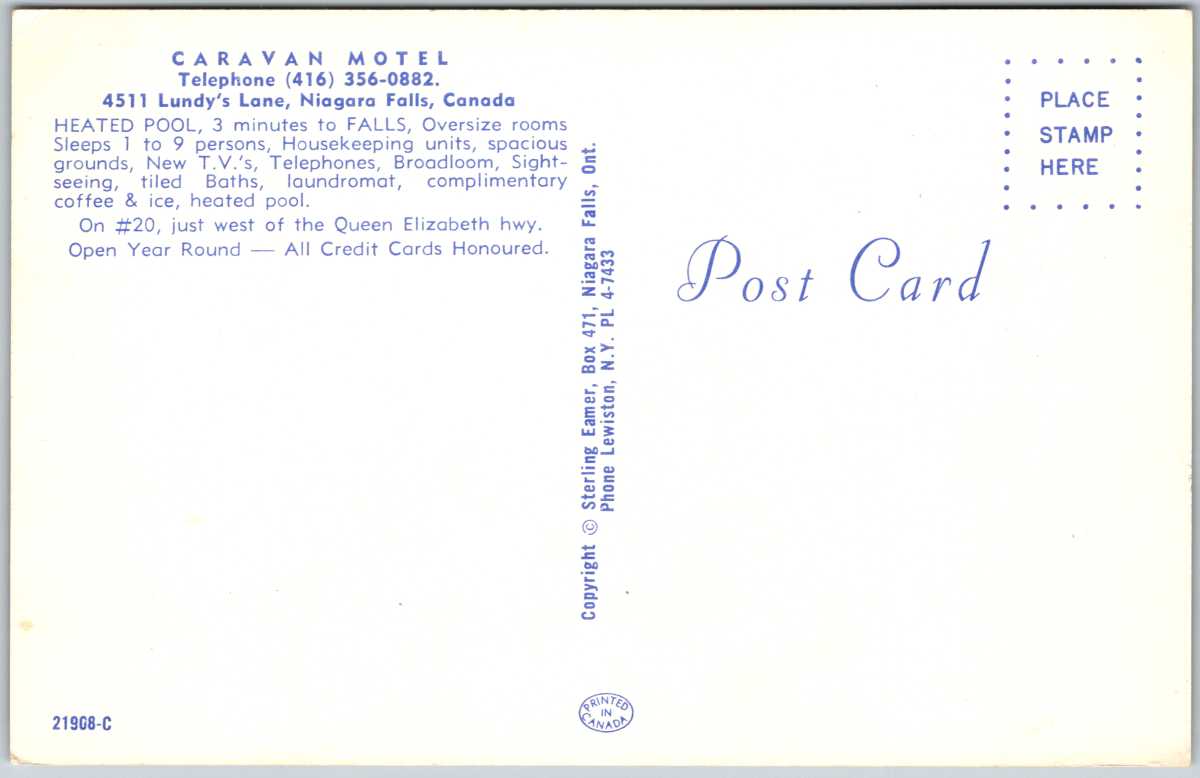 CARAVAN MOTEL
Telephone (416) 356-0882.
4511 Lundy's Lane, Niagara Falls, Canada
HEATED POOL, 3 minutes to FALLS, Oversize rooms
Sleeps 1 to 9 persons, Housekeeping units, spacious
grounds, New T.V.'s, Telephones, Broadloom, Sight-
seeing, tiled Baths, laundromat, complimentary
coffee & ice, heated pool.
On #20, just west of the Queen Elizabeth hwy.
Open Year Round — All Credit Cards Honoured.
21908-C
Copyright © Sterling Eamer, Box 471, Niagara Falls, Ont.
Phone Lewiston, N.Y. PL 4-7433
PRINTED
IN
CANADA
PLACE
STAMP
HERE
Post Card